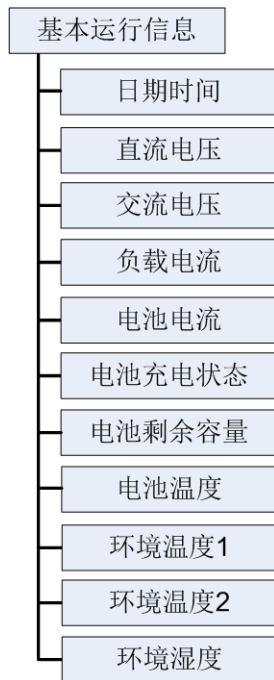 基本运行信息
日期时间
直流电压
交流电压
负载电流
电池电流
电池充电状态
电池剩余容量
电池温度
环境温度1
环境温度2
环境湿度